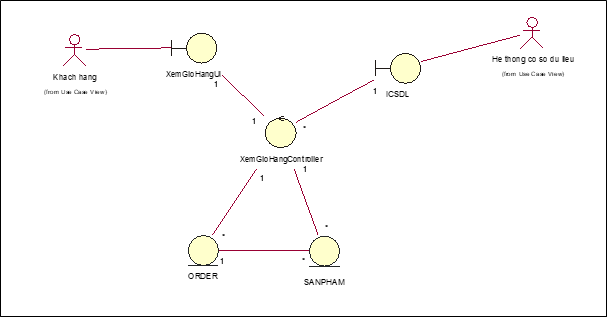 Khach hang
(from Use Case View)
XemGioHangUI
1
He thong co so du lieu
(from Use Case View)
ICSDL
1
1
*
XemGioHangController
1
1
*
*
ORDER
1
*
SANPHAM